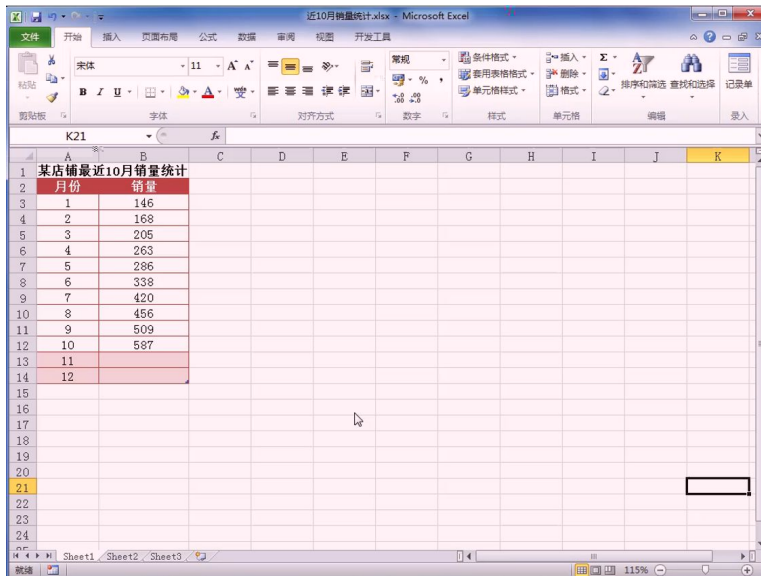 近10月销量统计.xlsx - Microsoft Excel
文件 开始 插入 页面布局 公式 数据 审阅 视图 开发工具
宋体 11 常规 条件格式 插入 Σ
粘贴 套用表格格式 删除 排序和筛选 查找和选择 记录单
B I U A 变 % , 单元格样式 格式
剪贴板 字体 对齐方式 数字 样式 单元格 编辑 录入
K21 fx
A B C D E F G H I J K
1 某店铺最近10月销量统计
2 月份 销量
3 1 146
4 2 168
5 3 205
6 4 263
7 5 286
8 6 338
9 7 420
10 8 456
11 9 509
12 10 587
13 11
14 12
15
16
17
18
19
20
21
22
23
24
25
Sheet1 Sheet2 Sheet3
就绪 115%